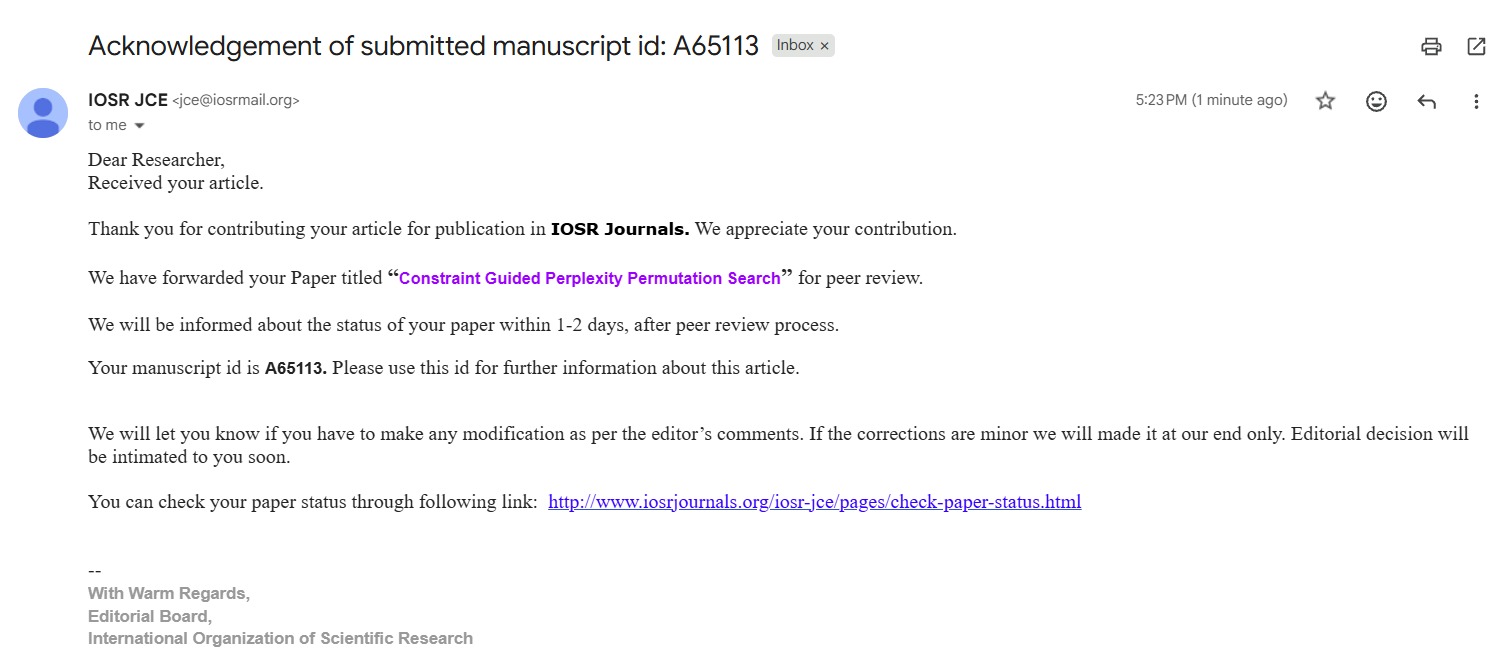 Acknowledgement of submitted manuscript id: A65113 Inbox ×
IOSR JCE <jce@iosrmail.org> 5:23 PM (1 minute ago)
to me
Dear Researcher,
Received your article.
Thank you for contributing your article for publication in IOSR Journals. We appreciate your contribution.
We have forwarded your Paper titled “Constraint Guided Perplexity Permutation Search” for peer review.
We will be informed about the status of your paper within 1-2 days, after peer review process.
Your manuscript id is A65113. Please use this id for further information about this article.
We will let you know if you have to make any modification as per the editor’s comments. If the corrections are minor we will made it at our end only. Editorial decision will
be intimated to you soon.
You can check your paper status through following link: http://www.iosrjournals.org/iosr-jce/pages/check-paper-status.html
--
With Warm Regards,
Editorial Board,
International Organization of Scientific Research